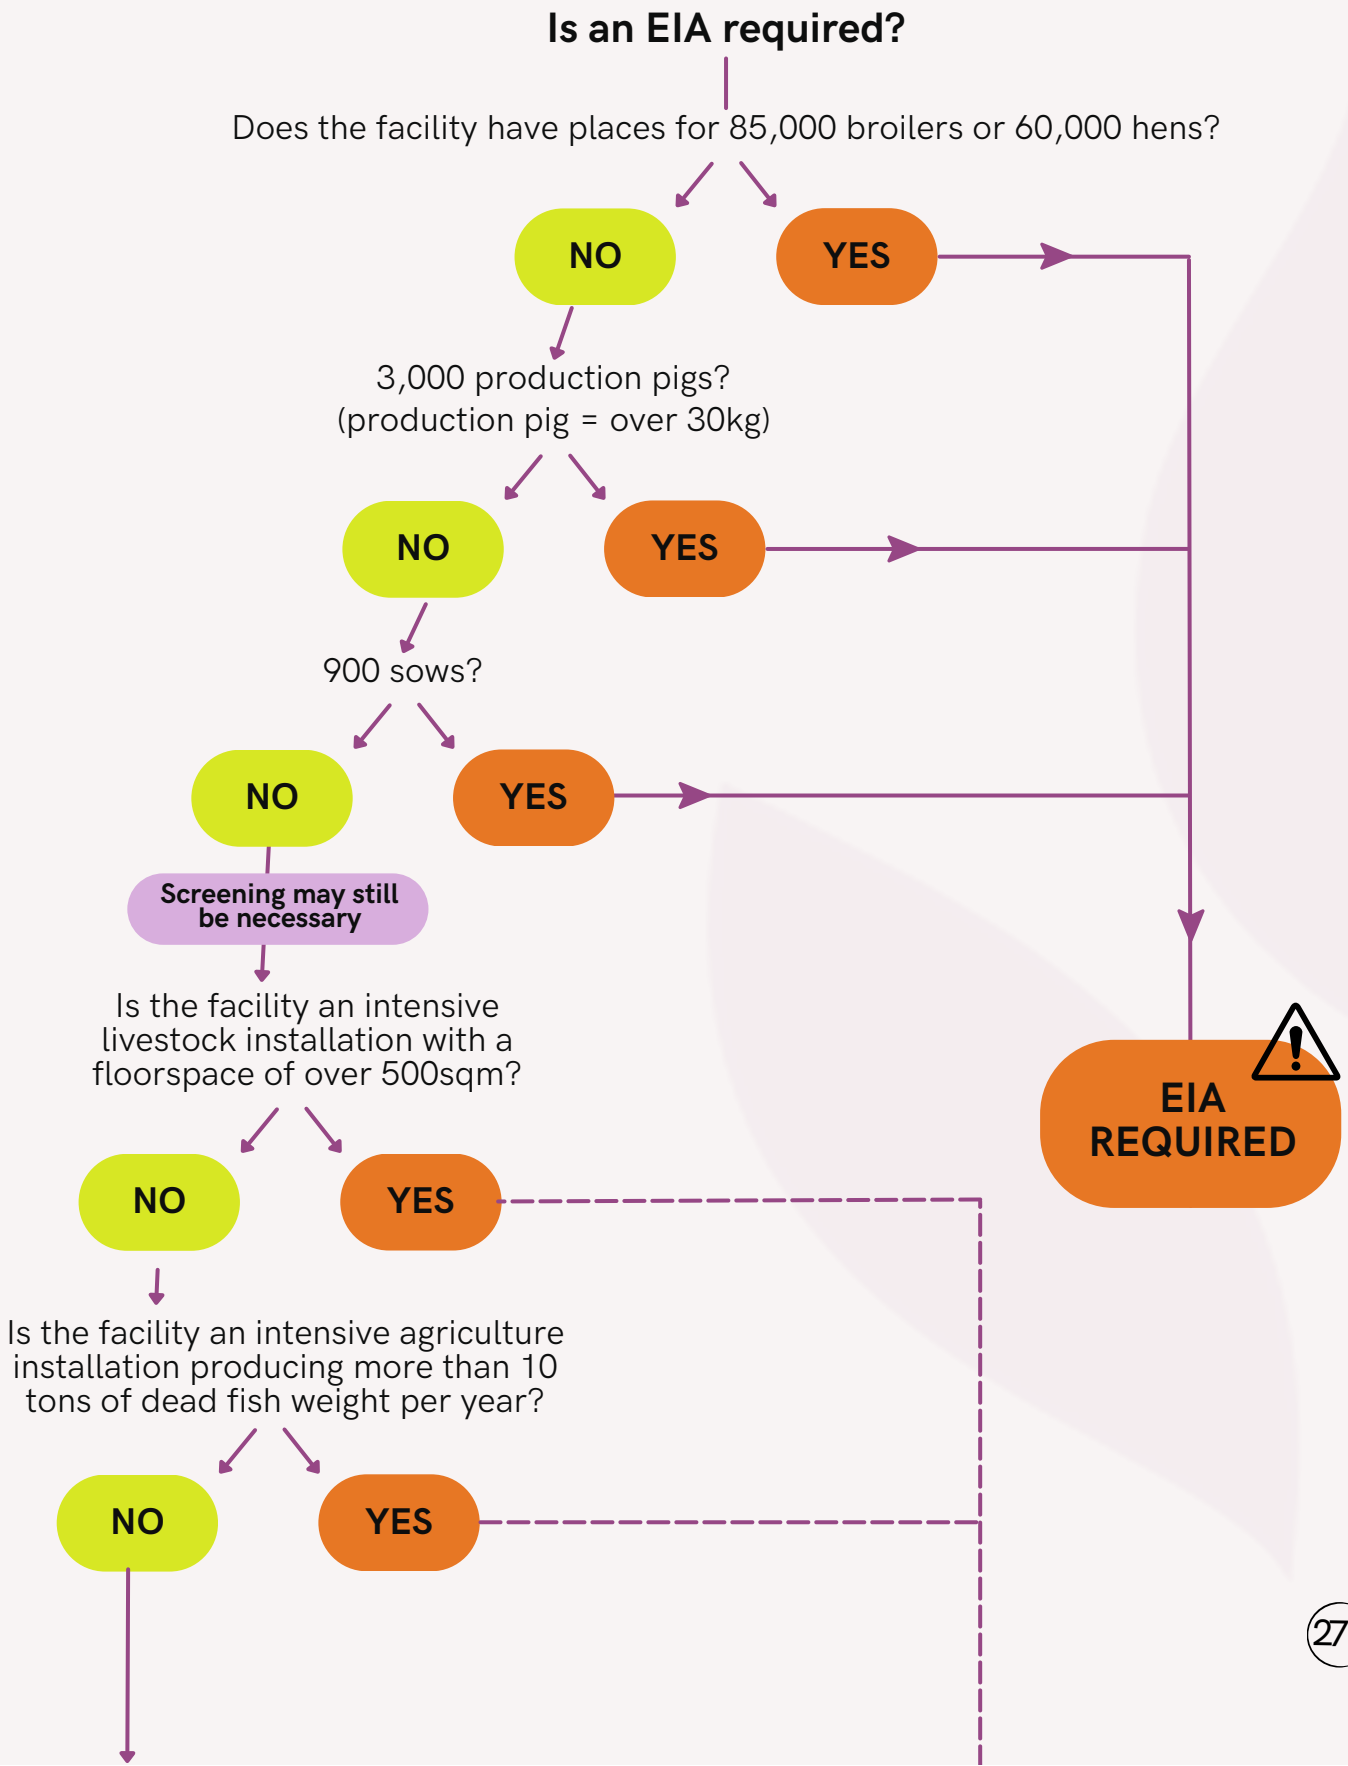 Is an EIA required?
Does the facility have places for 85,000 broilers or 60,000 hens?
NO
YES
3,000 production pigs?
(production pig = over 30kg)
NO
YES
900 sows?
NO
YES
Screening may still
be necessary
Is the facility an intensive
livestock installation with a
floorspace of over 500sqm?
EIA
REQUIRED
NO
YES
Is the facility an intensive agriculture
installation producing more than 10
tons of dead fish weight per year?
NO
YES
27